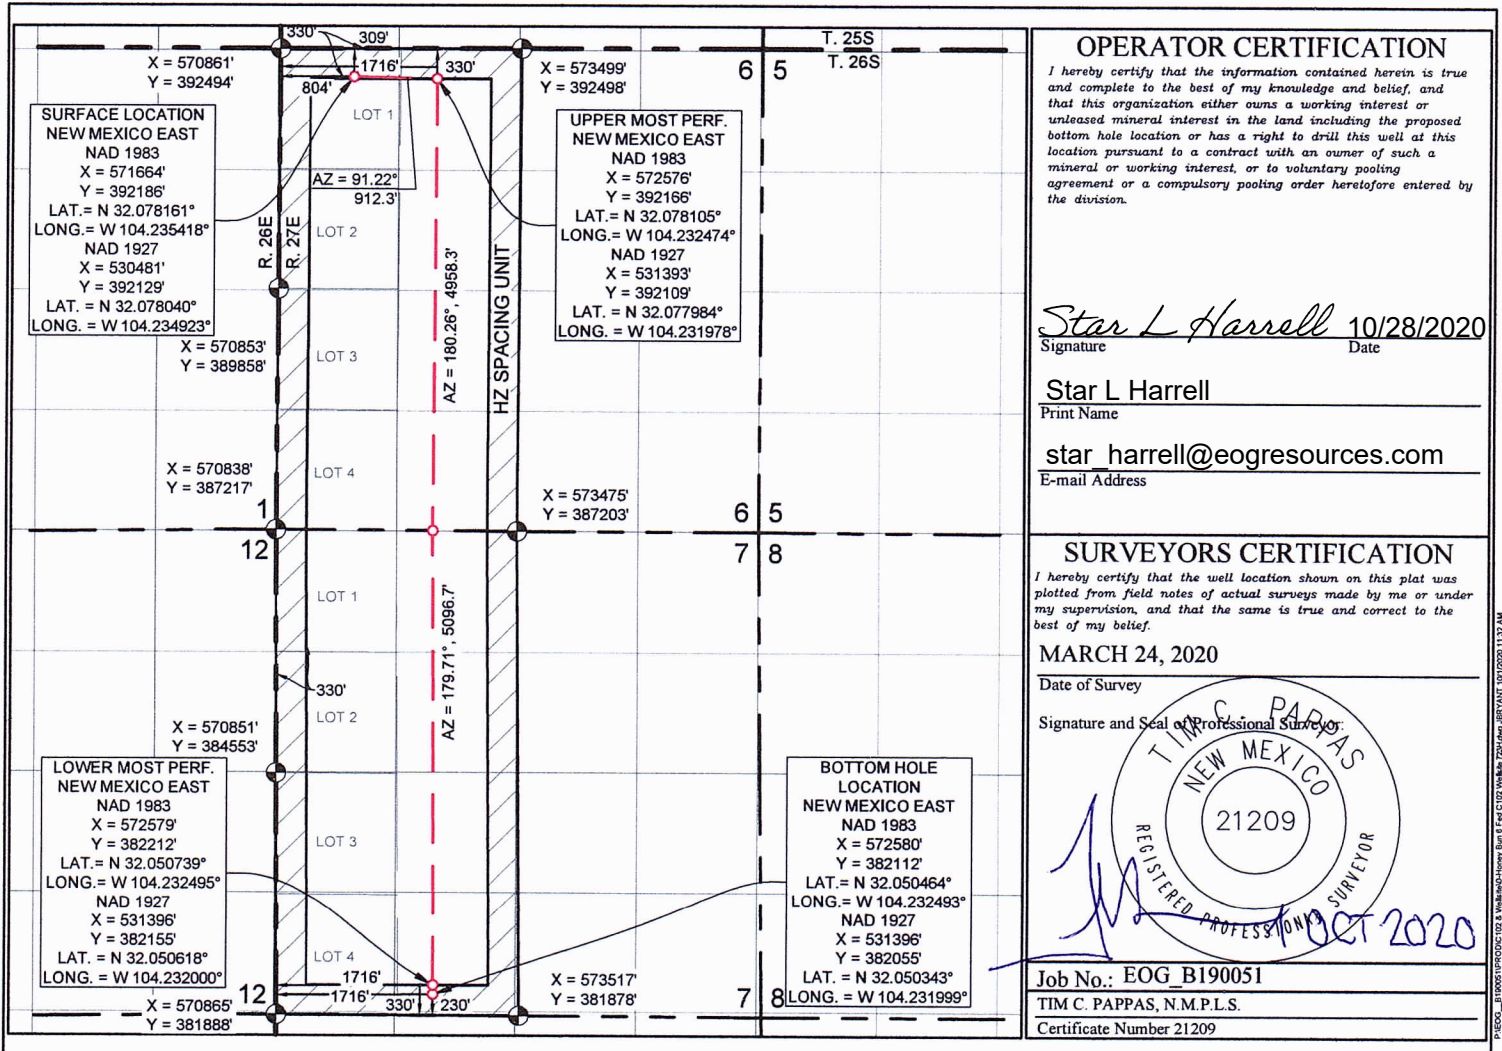 330'
309'
T. 25S
T. 26S
X = 570861'
Y = 392494'
1716'
330'
804'
X = 573499'
Y = 392498'
6 5
SURFACE LOCATION
NEW MEXICO EAST
NAD 1983
X = 571664'
Y = 392186'
LAT.= N 32.078161°
LONG.= W 104.235418°
NAD 1927
X = 530481'
Y = 392129'
LAT. = N 32.078040°
LONG. = W 104.234923°
LOT 1
AZ = 91.22°
912.3'
UPPER MOST PERF.
NEW MEXICO EAST
NAD 1983
X = 572576'
Y = 392166'
LAT.= N 32.078105°
LONG.= W 104.232474°
NAD 1927
X = 531393'
Y = 392109'
LAT. = N 32.077984°
LONG. = W 104.231978°
R. 26E
R. 27E
LOT 2
AZ = 180.26°, 4958.3'
HZ SPACING UNIT
X = 570853'
Y = 389858'
LOT 3
X = 570838'
Y = 387217'
LOT 4
X = 573475'
Y = 387203'
1
12
6 5
7 8
LOT 1
AZ = 179.71°, 5096.7'
330'
LOT 2
X = 570851'
Y = 384553'
LOWER MOST PERF.
NEW MEXICO EAST
NAD 1983
X = 572579'
Y = 382212'
LAT.= N 32.050739°
LONG.= W 104.232495°
NAD 1927
X = 531396'
Y = 382155'
LAT. = N 32.050618°
LONG. = W 104.232000°
LOT 3
BOTTOM HOLE
LOCATION
NEW MEXICO EAST
NAD 1983
X = 572580'
Y = 382112'
LAT.= N 32.050464°
LONG.= W 104.232493°
NAD 1927
X = 531396'
Y = 382055'
LAT. = N 32.050343°
LONG. = W 104.231999°
LOT 4
1716'
1716'
330'
230'
12
X = 570865'
Y = 381888'
X = 573517'
Y = 381878'
7 8
OPERATOR CERTIFICATION
I hereby certify that the information contained herein is true
and complete to the best of my knowledge and belief, and
that this organization either owns a working interest or
unleased mineral interest in the land including the proposed
bottom hole location or has a right to drill this well at this
location pursuant to a contract with an owner of such a
mineral or working interest, or to voluntary pooling
agreement or a compulsory pooling order heretofore entered by
the division.
Star L Harrell 10/28/2020
Signature Date
Star L Harrell
Print Name
star_harrell@eogresources.com
E-mail Address
SURVEYORS CERTIFICATION
I hereby certify that the well location shown on this plat was
plotted from field notes of actual surveys made by me or under
my supervision, and that the same is true and correct to the
best of my belief.
MARCH 24, 2020
Date of Survey
Signature and Seal of Professional Surveyor:
TIM C. PAPPAS
NEW MEXICO
21209
REGISTERED PROFESSIONAL SURVEYOR
1 OCT 2020
Job No.: EOG_B190051
TIM C. PAPPAS, N.M.P.L.S.
Certificate Number 21209